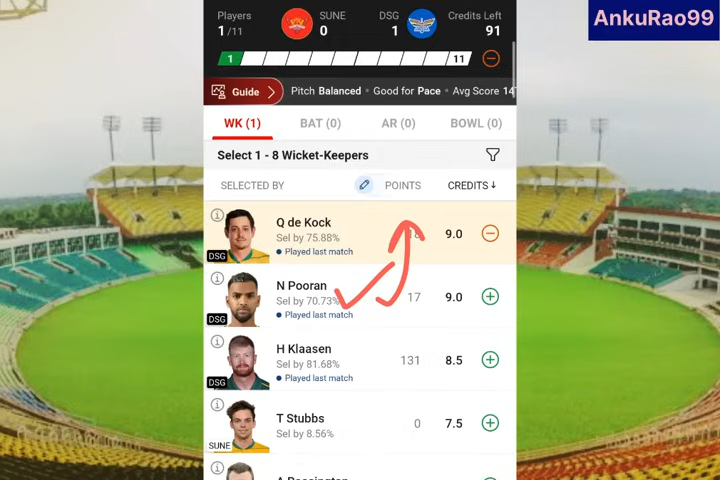 AnkuRao99
Players
1 /11
SUNE
0
DSG
1
Credits Left
91
1
11
Guide
Pitch Balanced • Good for Pace • Avg Score 14
WK (1)
BAT (0)
AR (0)
BOWL (0)
Select 1 - 8 Wicket-Keepers
SELECTED BY
POINTS
CREDITS↓
Q de Kock
Sel by 75.88%
Played last match
9.0
DSG
N Pooran
Sel by 70.73%
Played last match
17
9.0
DSG
H Klaasen
Sel by 81.68%
Played last match
131
8.5
DSG
T Stubbs
Sel by 8.56%
0
7.5
SUNE